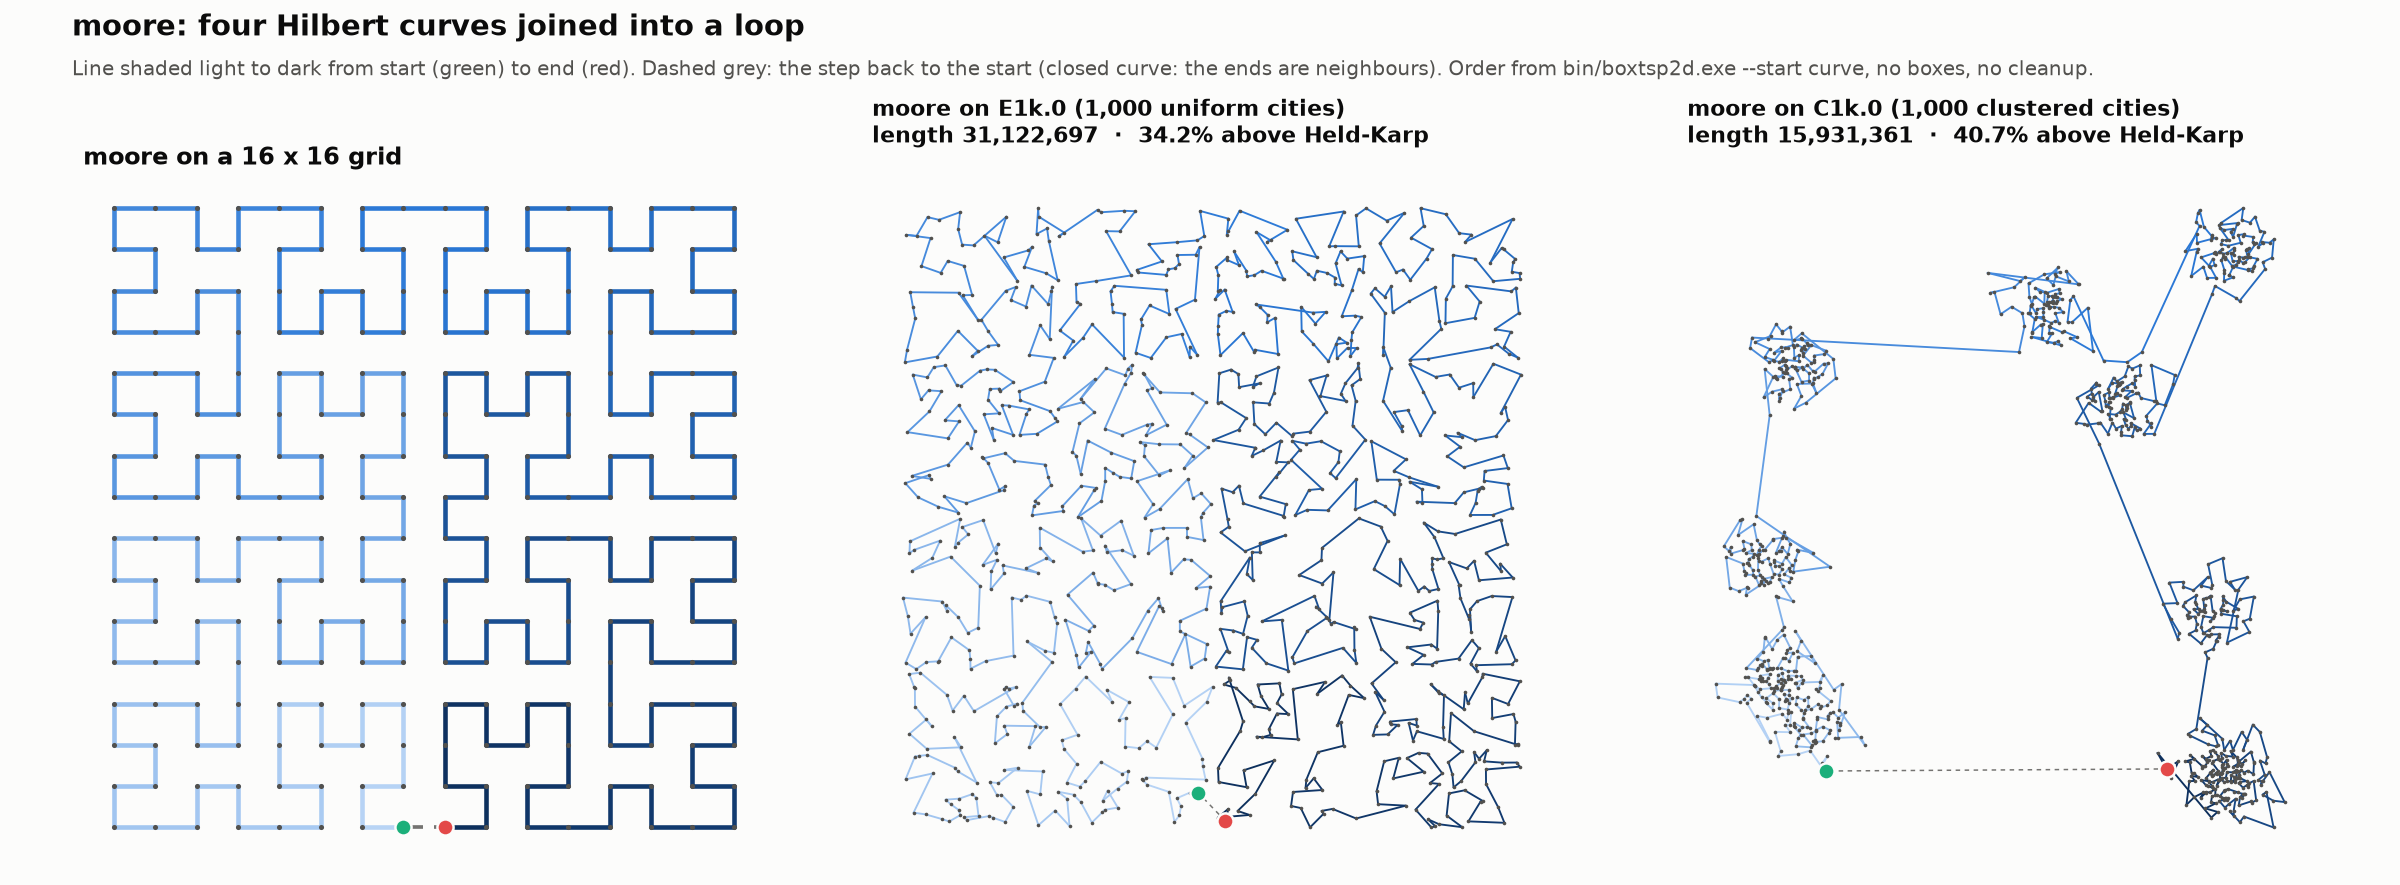 moore: four Hilbert curves joined into a loop
Line shaded light to dark from start (green) to end (red). Dashed grey: the step back to the start (closed curve: the ends are neighbours). Order from bin/boxtsp2d.exe --start curve, no boxes, no cleanup.
moore on a 16 x 16 grid
moore on E1k.0 (1,000 uniform cities)
length 31,122,697 · 34.2% above Held-Karp
moore on C1k.0 (1,000 clustered cities)
length 15,931,361 · 40.7% above Held-Karp